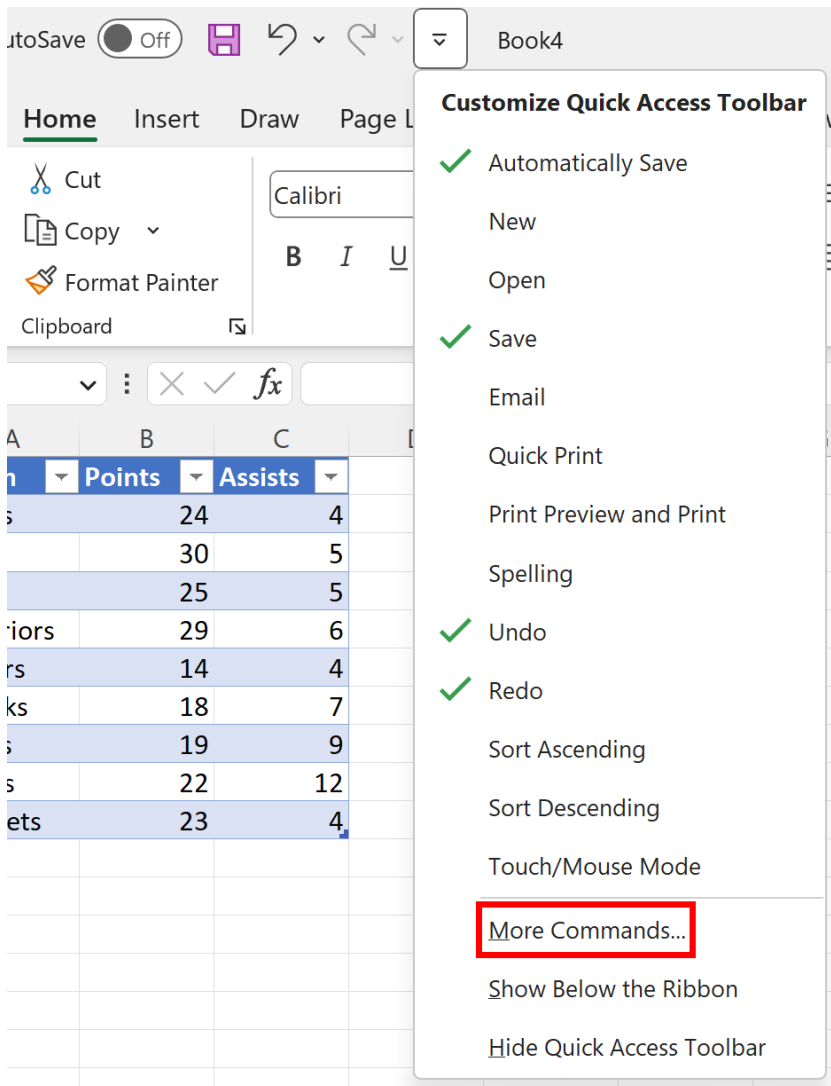 utoSave Off Book4
Customize Quick Access Toolbar
Home Insert Draw Page L
Cut
Copy
Format Painter
Clipboard
Calibri
B I U
fx
Automatically Save
New
Open
Save
Email
Quick Print
Print Preview and Print
Spelling
Undo
Redo
Sort Ascending
Sort Descending
Touch/Mouse Mode
More Commands...
Show Below the Ribbon
Hide Quick Access Toolbar
A B C
Points Assists
s 24 4
30 5
25 5
riors 29 6
rs 14 4
ks 18 7
s 19 9
s 22 12
ets 23 4